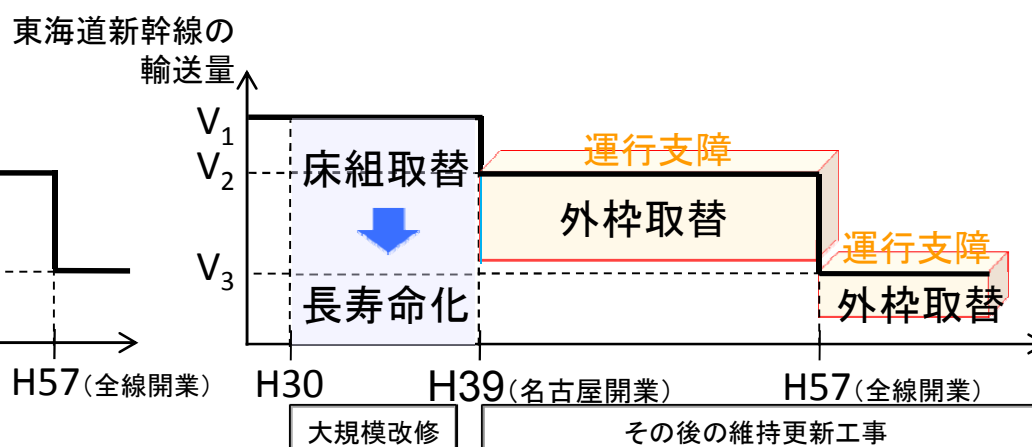 東海道新幹線の
輸送量
V1
V2
V3
床組取替
長寿命化
運行支障
外枠取替
運行支障
外枠取替
H57(全線開業)
H30
H39(名古屋開業)
H57(全線開業)
大規模改修
その後の維持更新工事